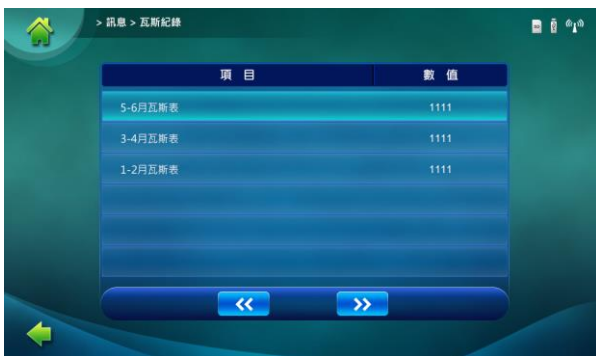 > 訊息 > 瓦斯紀錄
項 目 數 值
5-6月瓦斯表 1111
3-4月瓦斯表 1111
1-2月瓦斯表 1111